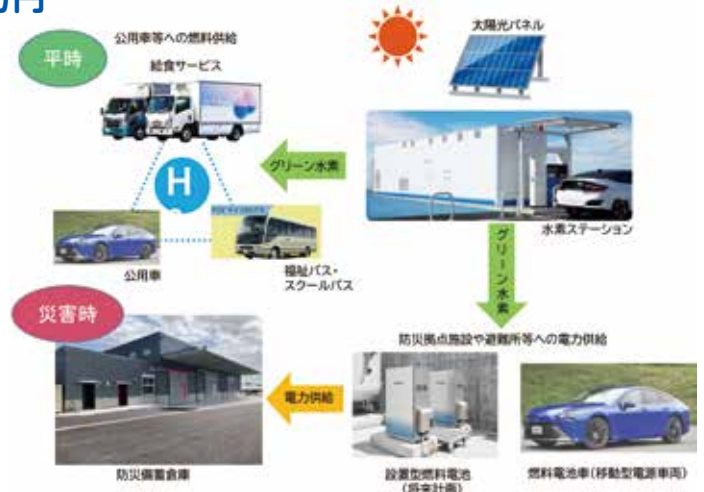 円
平時
公用車等への燃料供給
給食サービス
太陽光パネル
グリーン水素
H
水素ステーション
公用車
福祉バス・
スクールバス
グリーン水素
災害時
防災拠点施設や避難所等への電力供給
電力供給
防災備蓄倉庫
設置型燃料電池
(将来計画)
燃料電池車(移動型電源車両)